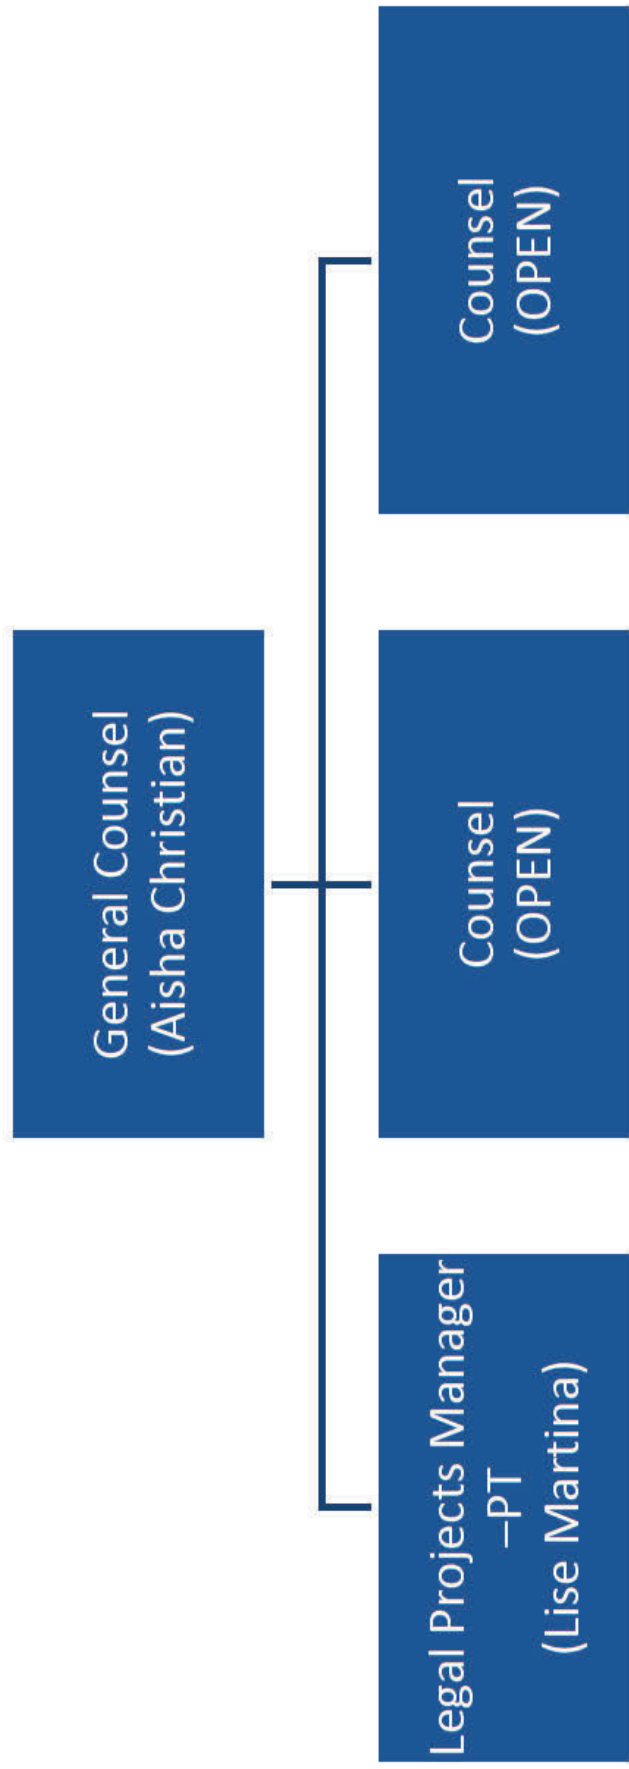 General Counsel
(Aisha Christian)
Legal Projects Manager
–PT
(Lise Martina)
Counsel
(OPEN)
Counsel
(OPEN)